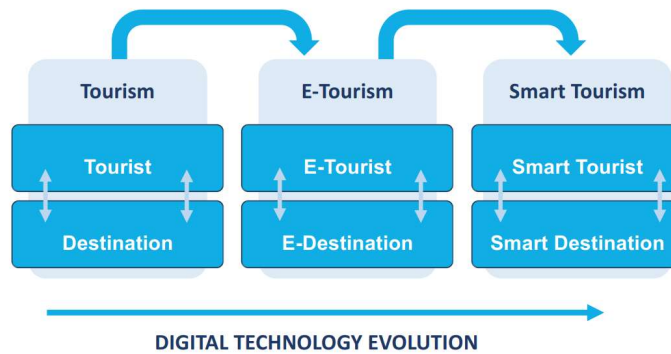 Tourism
E-Tourism
Smart Tourism
Tourist
E-Tourist
Smart Tourist
Destination
E-Destination
Smart Destination
DIGITAL TECHNOLOGY EVOLUTION